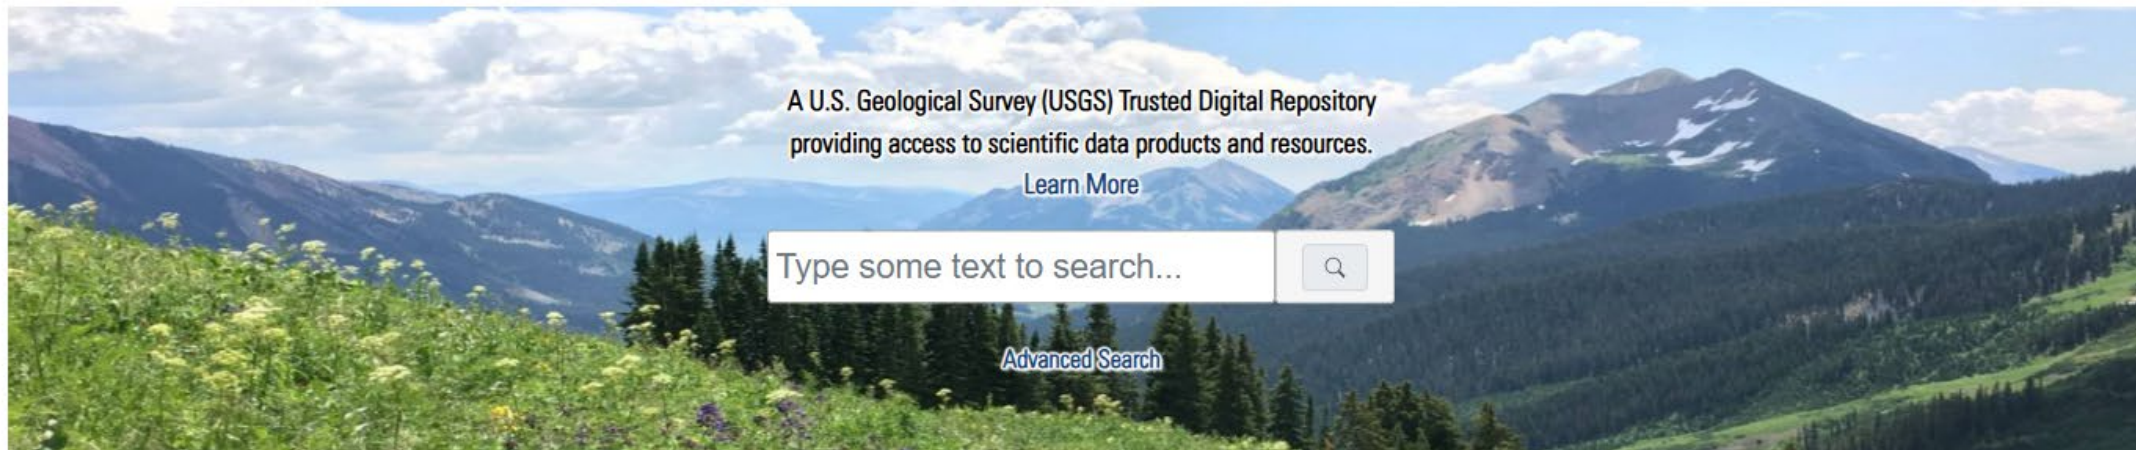 A U.S. Geological Survey (USGS) Trusted Digital Repository
providing access to scientific data products and resources.
Learn More
Type some text to search...
Advanced Search